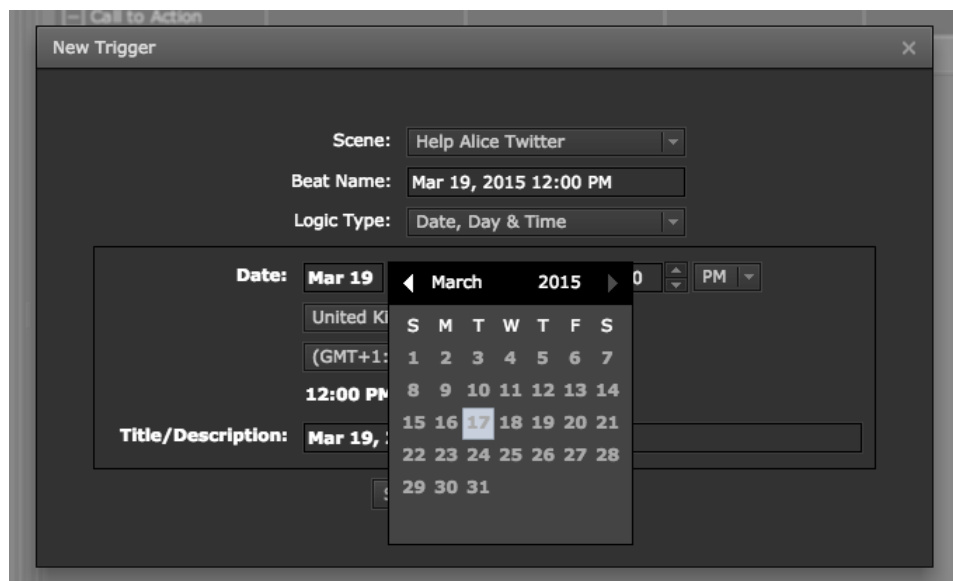 [−] Call to Action
New Trigger
Scene: Help Alice Twitter
Beat Name: Mar 19, 2015 12:00 PM
Logic Type: Date, Day & Time
Date: Mar 19 0 PM
March 2015
United Ki
S M T W T F S
(GMT+1:
1 2 3 4 5 6 7
12:00 PM
8 9 10 11 12 13 14
15 16 17 18 19 20 21
Title/Description: Mar 19,
22 23 24 25 26 27 28
29 30 31